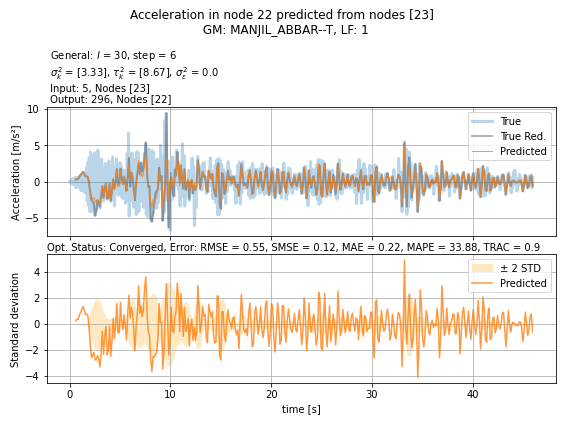 Acceleration in node 22 predicted from nodes [23]
GM: MANJIL_ABBAR--T, LF: 1
General: l = 30, step = 6
σ²ₖ = [3.33], τ²ₖ = [8.67], σ²ε = 0.0
Input: 5, Nodes [23]
Output: 296, Nodes [22]
Acceleration [m/s²]
10
5
0
−5
True
True Red.
Predicted
Opt. Status: Converged, Error: RMSE = 0.55, SMSE = 0.12, MAE = 0.22, MAPE = 33.88, TRAC = 0.9
Standard deviation
4
2
0
−2
−4
± 2 STD
Predicted
0 10 20 30 40
time [s]